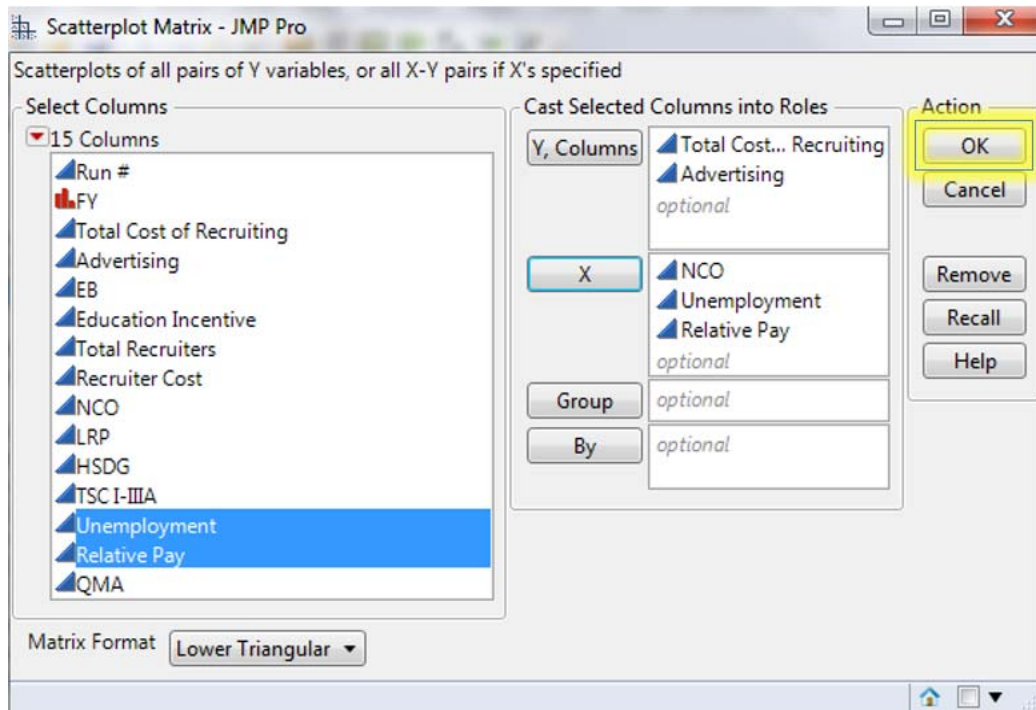 Scatterplot Matrix - JMP Pro
Scatterplots of all pairs of Y variables, or all X-Y pairs if X's specified
Select Columns
15 Columns
Run #
FY
Total Cost of Recruiting
Advertising
EB
Education Incentive
Total Recruiters
Recruiter Cost
NCO
LRP
HSDG
TSC I-IIIA
Unemployment
Relative Pay
QMA
Matrix Format Lower Triangular
Cast Selected Columns into Roles
Y, Columns
Total Cost... Recruiting
Advertising
optional
X
NCO
Unemployment
Relative Pay
optional
Group optional
By optional
Action
OK
Cancel
Remove
Recall
Help